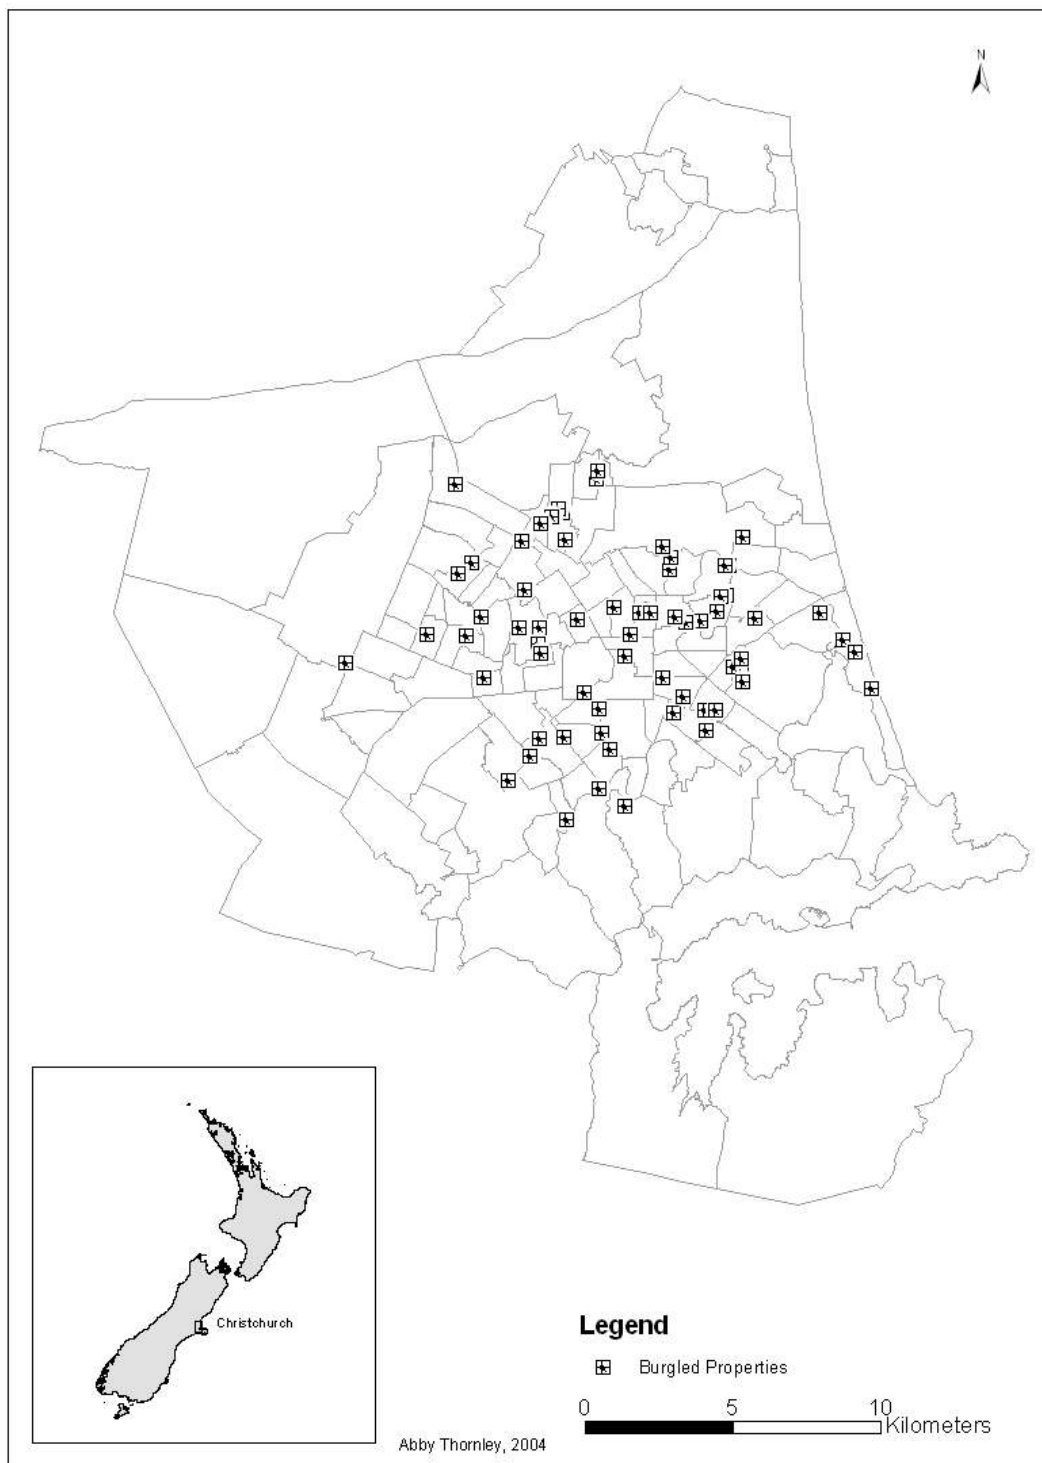 N
Christchurch
Legend
Burgled Properties
0 5 10
Kilometers
Abby Thornley, 2004